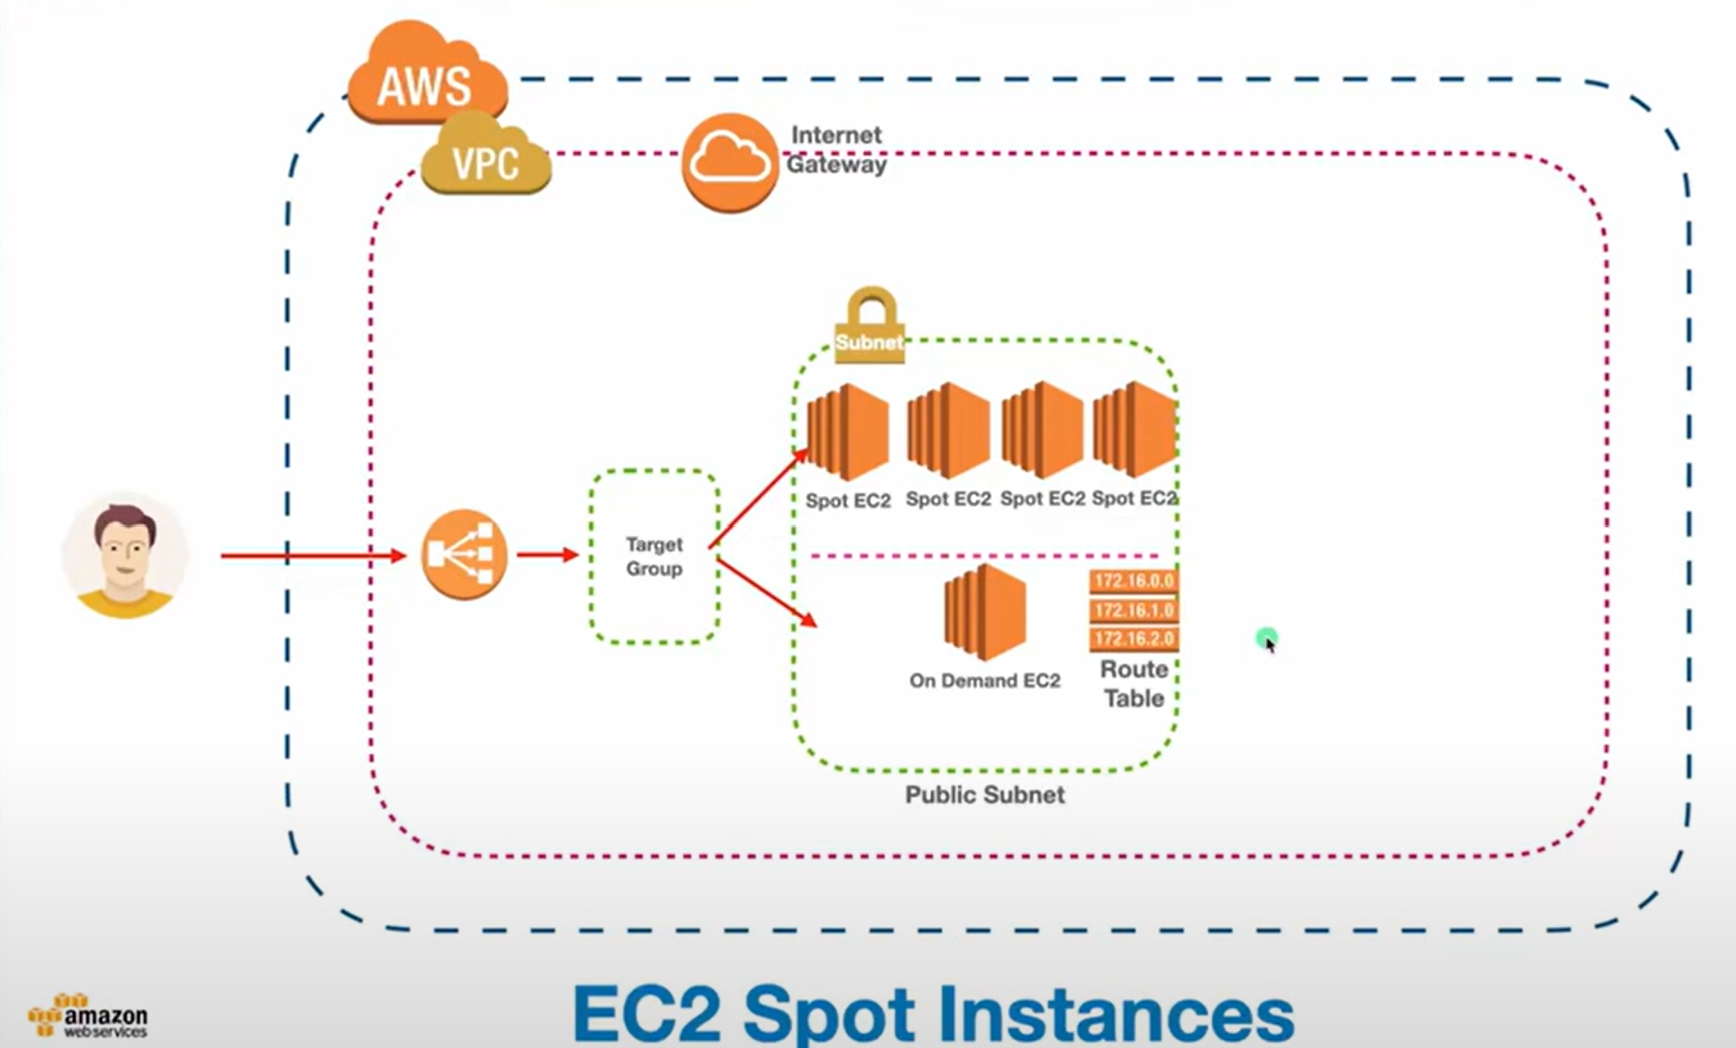 AWS
VPC
Internet
Gateway
Subnet
Spot EC2 Spot EC2 Spot EC2 Spot EC2
Target
Group
172.16.0.0
172.16.1.0
172.16.2.0
On Demand EC2
Route
Table
Public Subnet
EC2 Spot Instances
amazon
web services